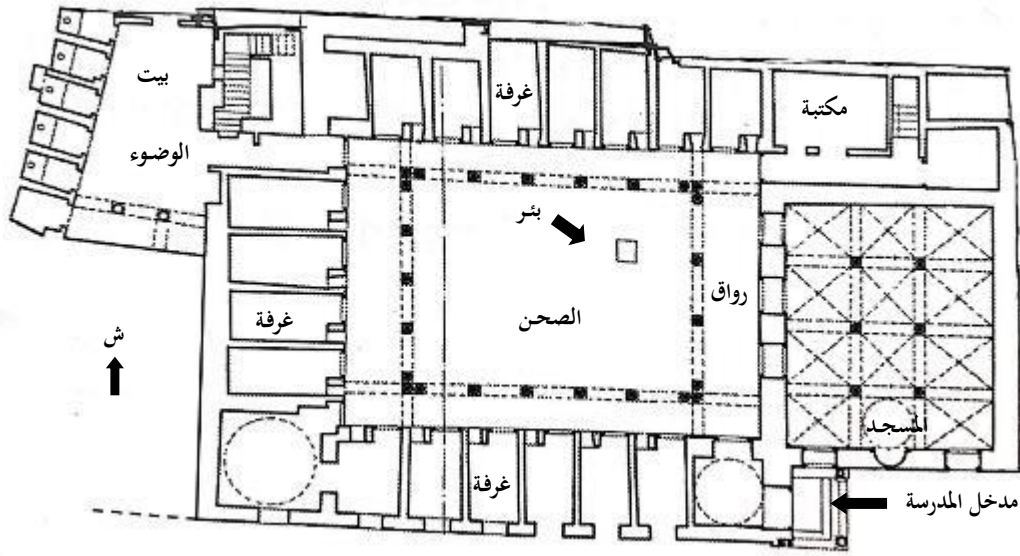 غرفة
بيت
مكتبة
الوضوء
بئر
رواق
الصحن
غرفة
ش
المسجد
غرفة
مدخل المدرسة